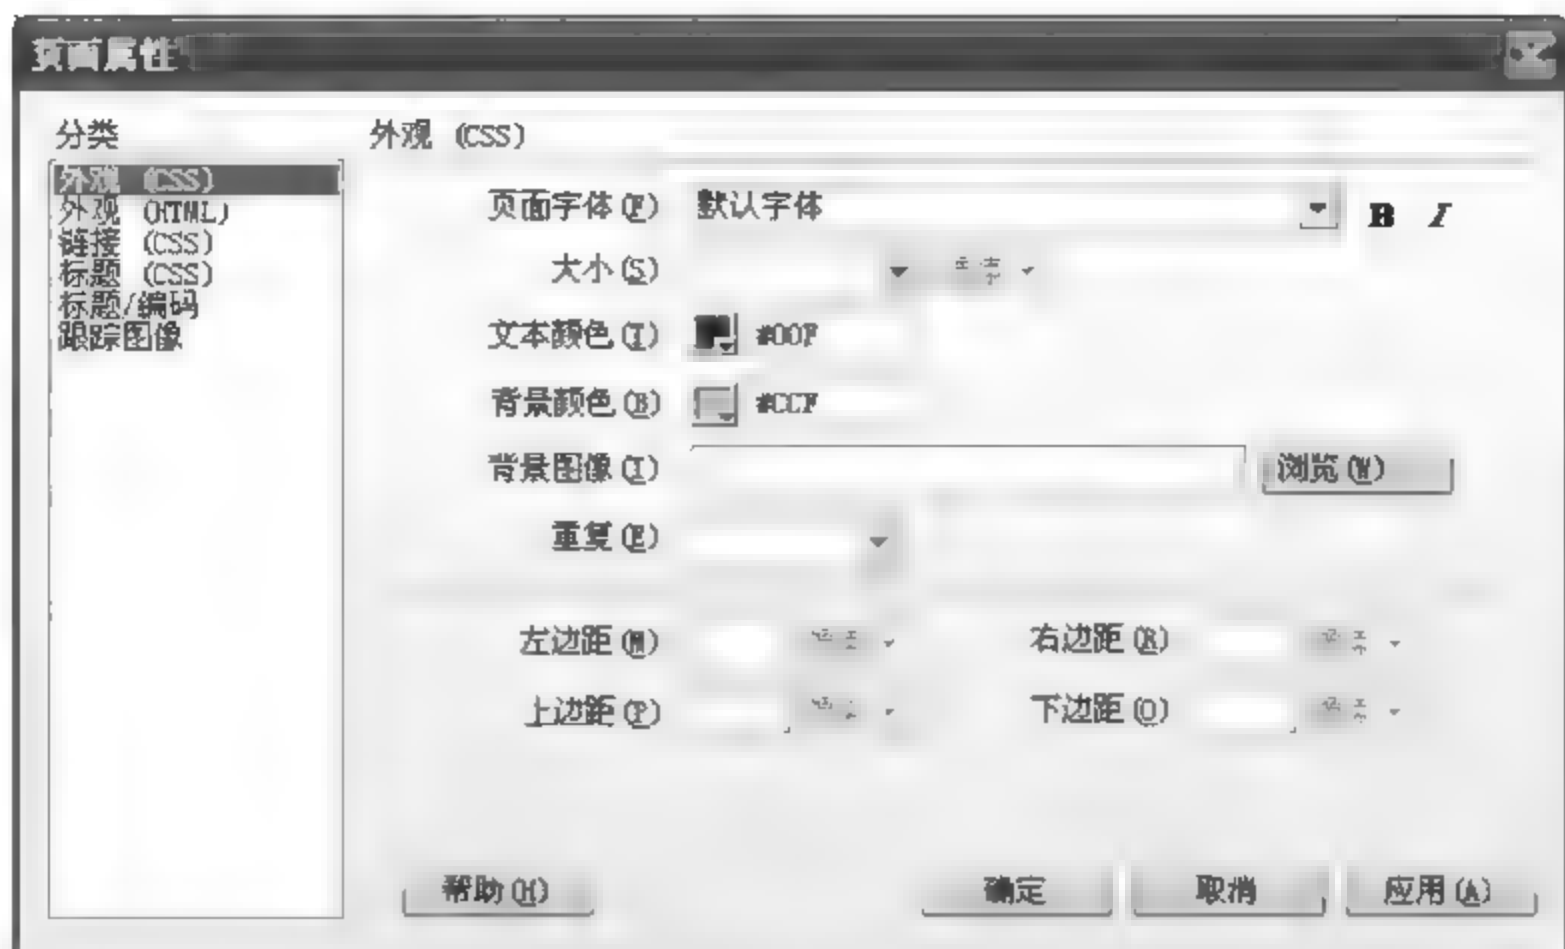 页面属性
分类
外观 (CSS)
外观 (HTML)
链接 (CSS)
标题 (CSS)
标题/编码
跟踪图像
外观 (CSS)
页面字体(F) 默认字体 B I
大小(S)
文本颜色(T) #00F
背景颜色(B) #CCF
背景图像(I) 浏览(W)
重复(E)
左边距(M) 右边距(R)
上边距(P) 下边距(O)
帮助(H) 确定 取消 应用(A)